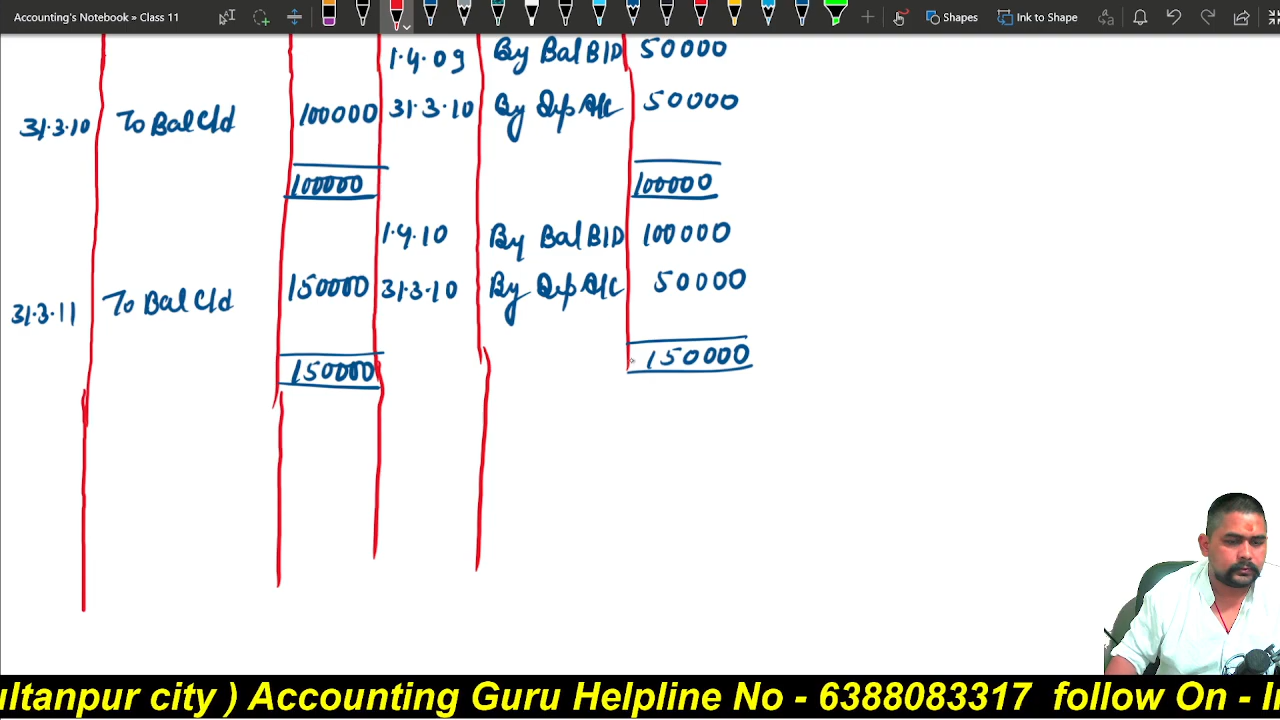 Accounting's Notebook » Class 11
Shapes
Ink to Shape
1.4.09 By Bal B/D 50000
31.3.10 To Bal C/d 100000 31.3.10 By Dep A/c 50000
100000 100000
1.4.10 By Bal B/D 100000
31.3.11 To Bal C/d 150000 31.3.10 By Dep A/c 50000
150000 150000
ultanpur city ) Accounting Guru Helpline No - 6388083317 follow On - I